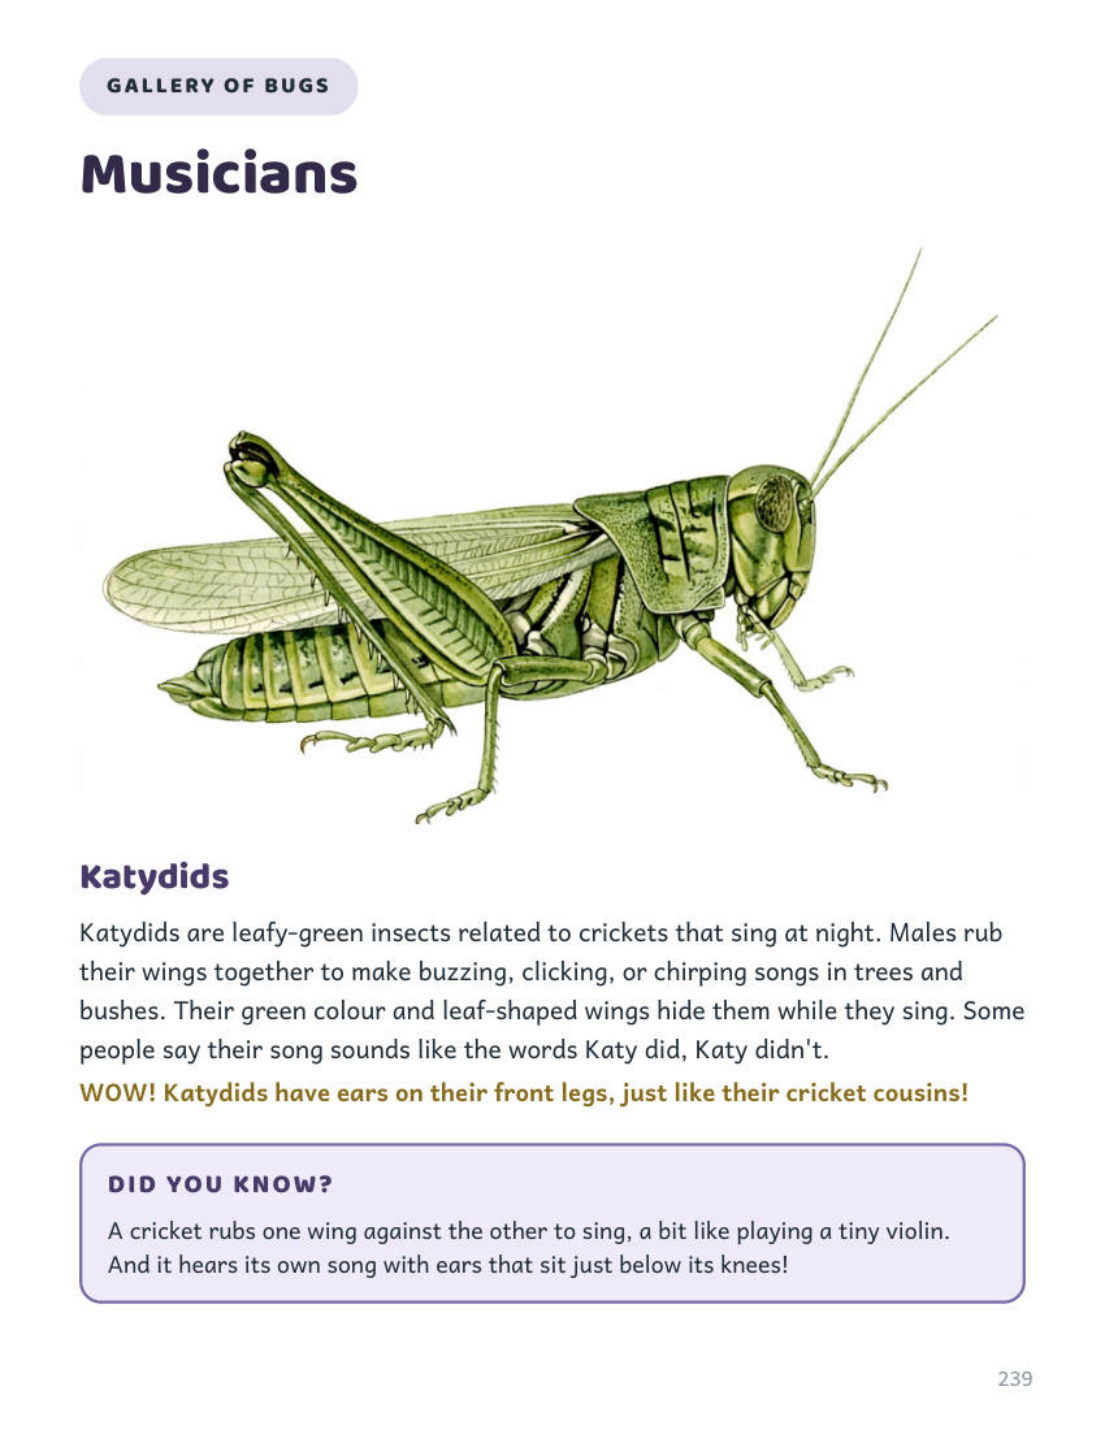 GALLERY OF BUGS
Musicians
Katydids
Katydids are leafy-green insects related to crickets that sing at night. Males rub
their wings together to make buzzing, clicking, or chirping songs in trees and
bushes. Their green colour and leaf-shaped wings hide them while they sing. Some
people say their song sounds like the words Katy did, Katy didn't.
WOW! Katydids have ears on their front legs, just like their cricket cousins!
DID YOU KNOW?
A cricket rubs one wing against the other to sing, a bit like playing a tiny violin.
And it hears its own song with ears that sit just below its knees!
239